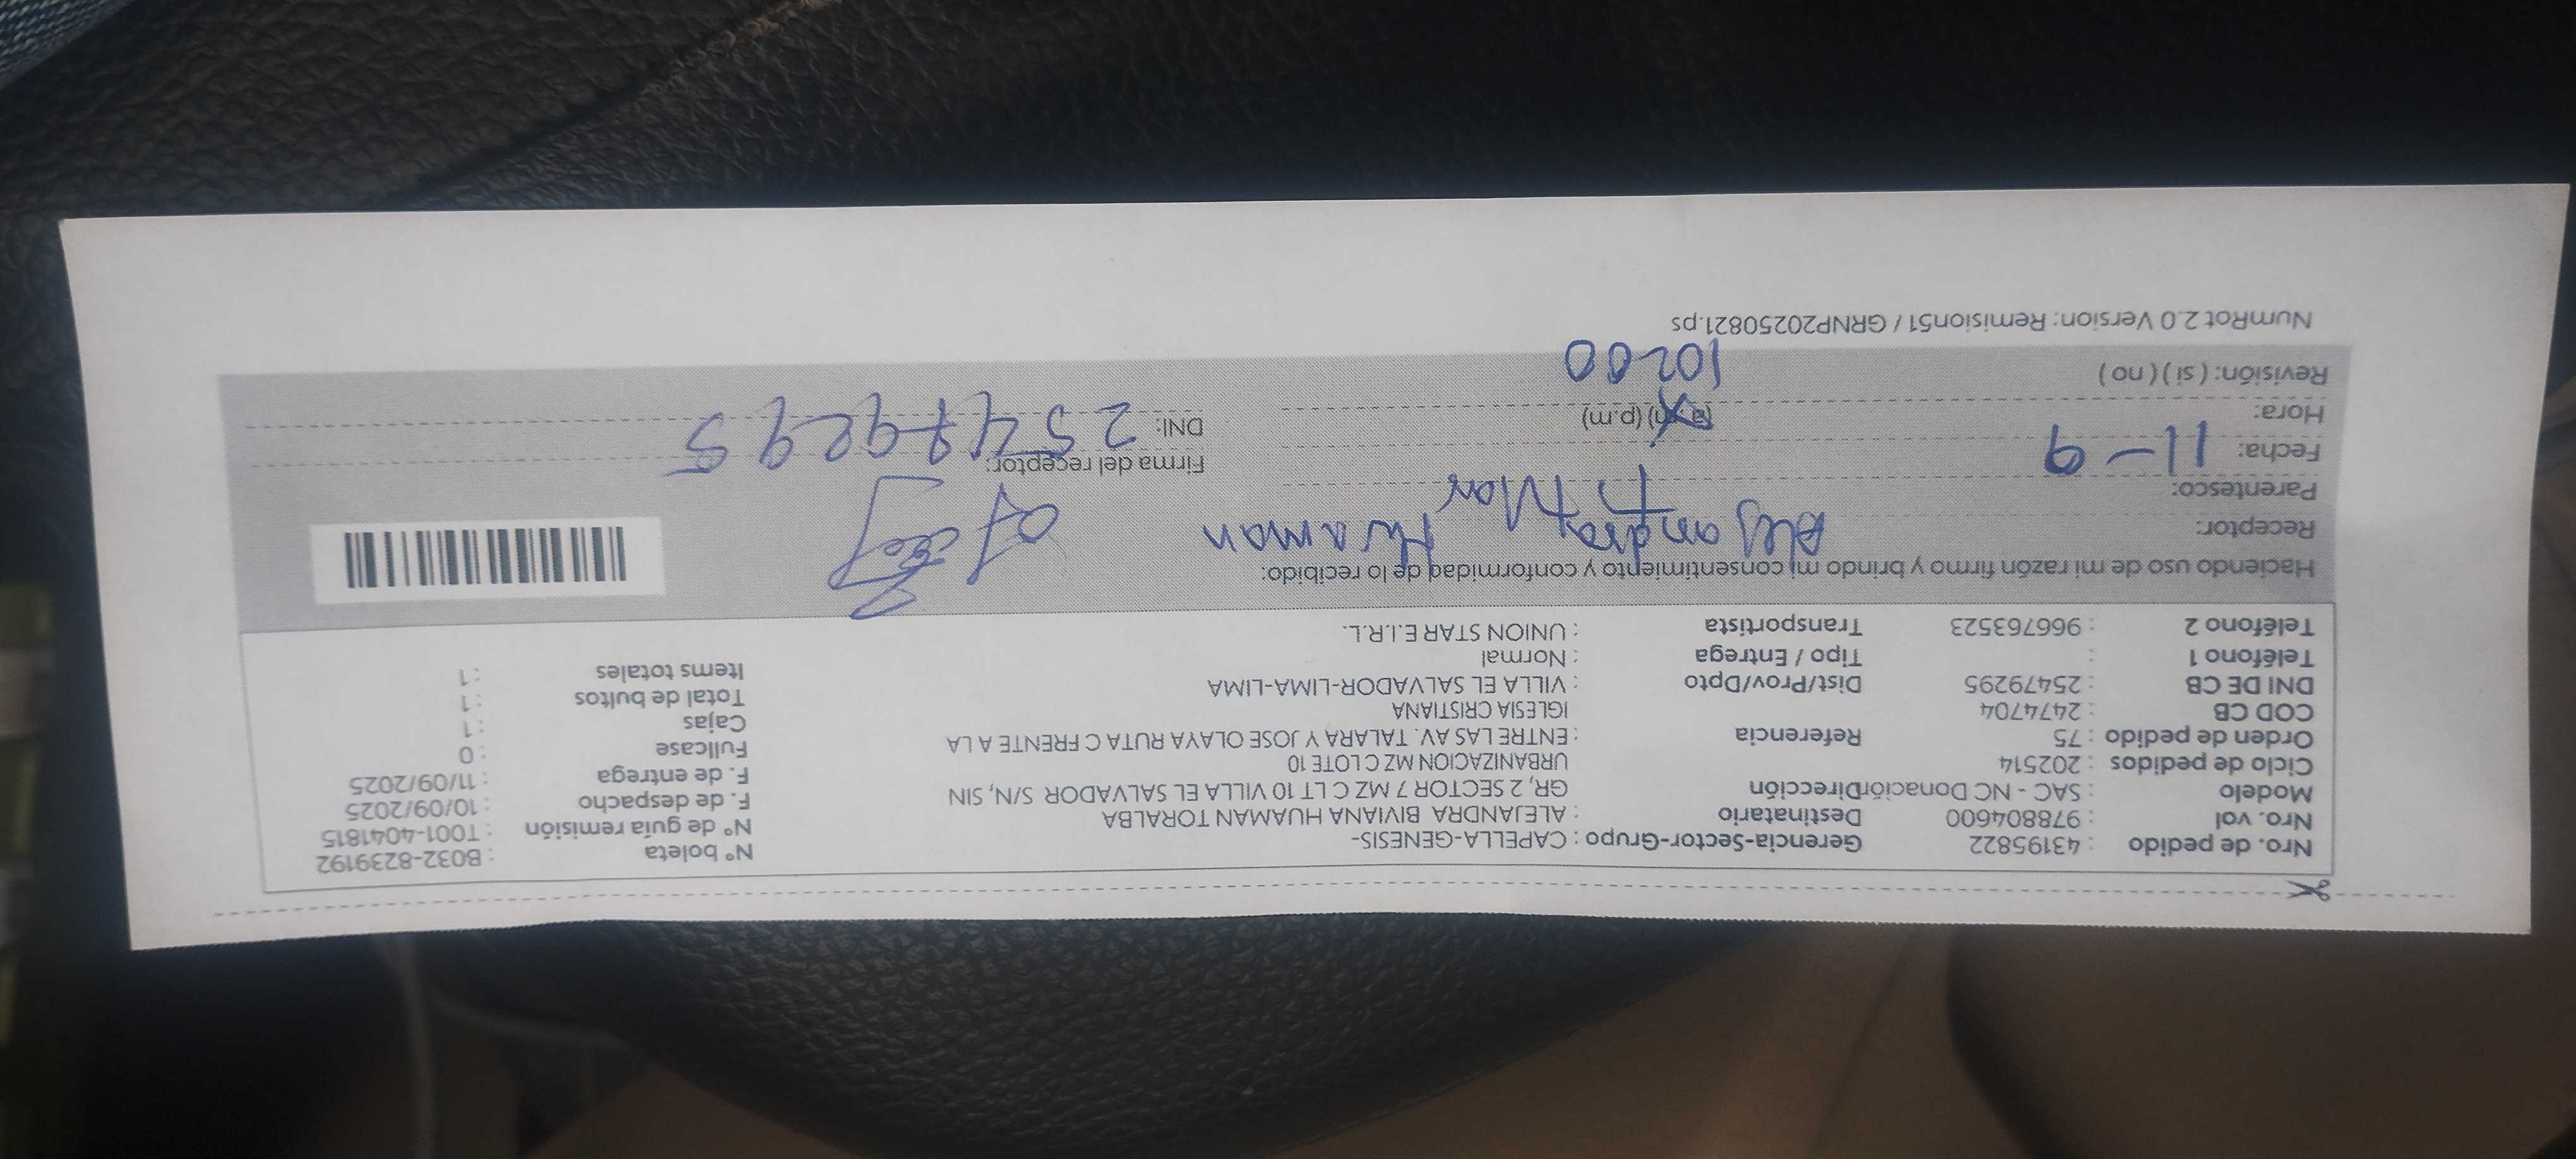 Nro. de pedido : 43195822 Gerencia-Sector-Grupo : CAPELLA-GENESIS- N° boleta : B032-8239192
Nro. vol : 978804600 Destinatario : ALEJANDRA BIVIANA HUAMAN TORALBA N° de guía remisión : T001-4041815
Modelo : SAC - NC Donación Dirección GR, 2 SECTOR 7 MZ C LT 10 VILLA EL SALVADOR S/N, SIN F. de despacho : 10/09/2025
Ciclo de pedidos : 202514 URBANIZACION MZ C LOTE 10 F. de entrega : 11/09/2025
Orden de pedido : 75 Referencia : ENTRE LAS AV. TALARA Y JOSE OLAYA RUTA C FRENTE A LA Fullcase : 0
COD CB : 2474704 IGLESIA CRISTIANA Cajas : 1
DNI DE CB : 25479295 Dist/Prov/Dpto : VILLA EL SALVADOR-LIMA-LIMA Total de bultos : 1
Teléfono 1 : Tipo / Entrega : Normal Items totales : 1
Teléfono 2 : 966763523 Transportista : UNION STAR E.I.R.L.
Haciendo uso de mi razón firmo y brindo mi consentimiento y conformidad de lo recibido:
Receptor: Alejandra Huaman
Parentesco:
Fecha: 11-9 Firma del receptor:
Hora: (a.m) (p.m) DNI: 25479295
Revisión: ( si ) ( no ) 10200
NumRot 2.0 Version: Remision51 / GRNP20250821.ps